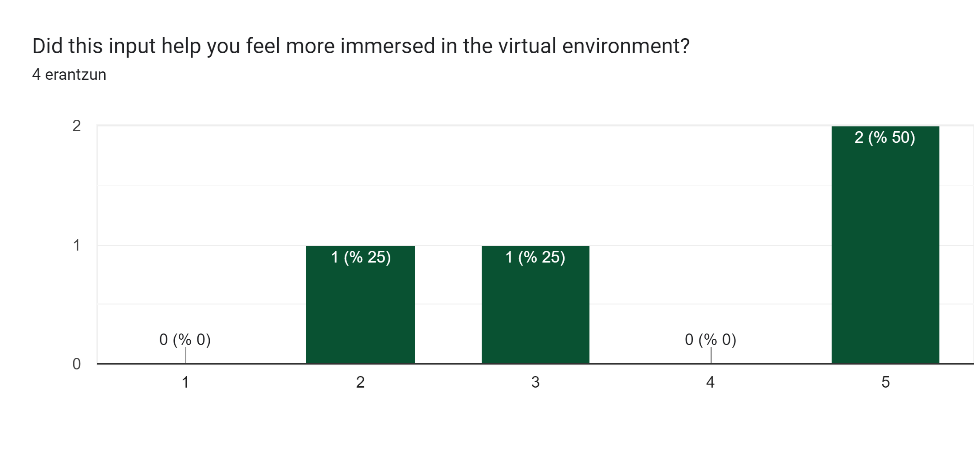 Did this input help you feel more immersed in the virtual environment?
4 erantzun
2
2 (% 50)
1
1 (% 25)
1 (% 25)
0 (% 0)
0 (% 0)
0
1
2
3
4
5